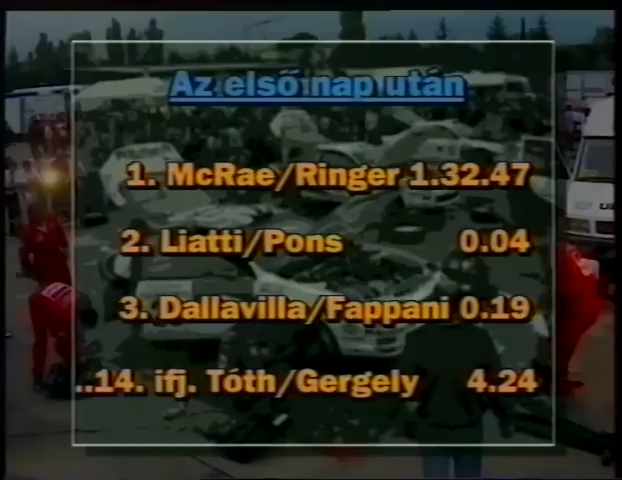 Az első nap után
1. McRae/Ringer 1.32.47
2. Liatti/Pons 0.04
3. Dallavilla/Fappani 0.19
..14. ifj. Tóth/Gergely 4.24